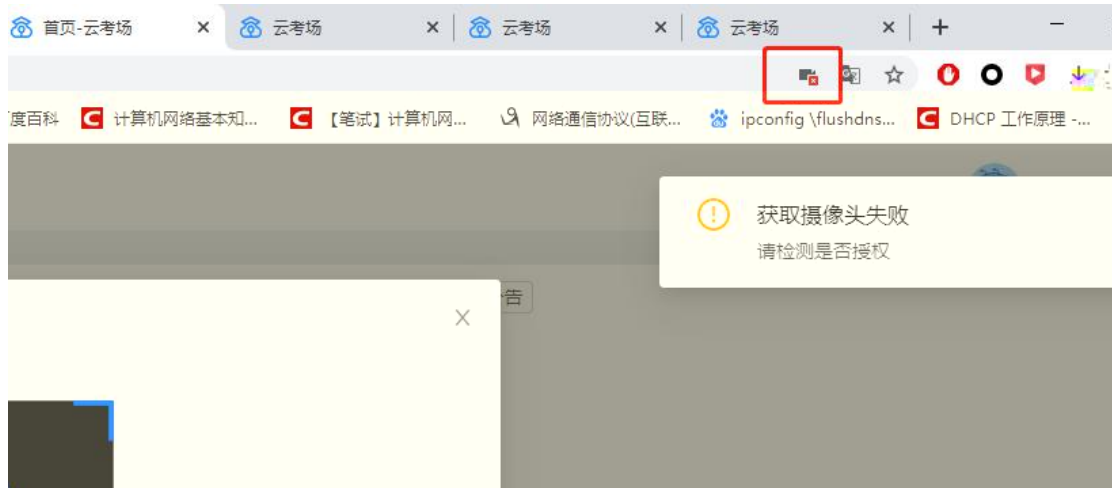 首页-云考场
云考场
云考场
云考场
度百科
计算机网络基本知...
【笔试】计算机网...
网络通信协议(互联...
ipconfig \flushdns...
DHCP 工作原理 -...
获取摄像头失败
请检测是否授权
告